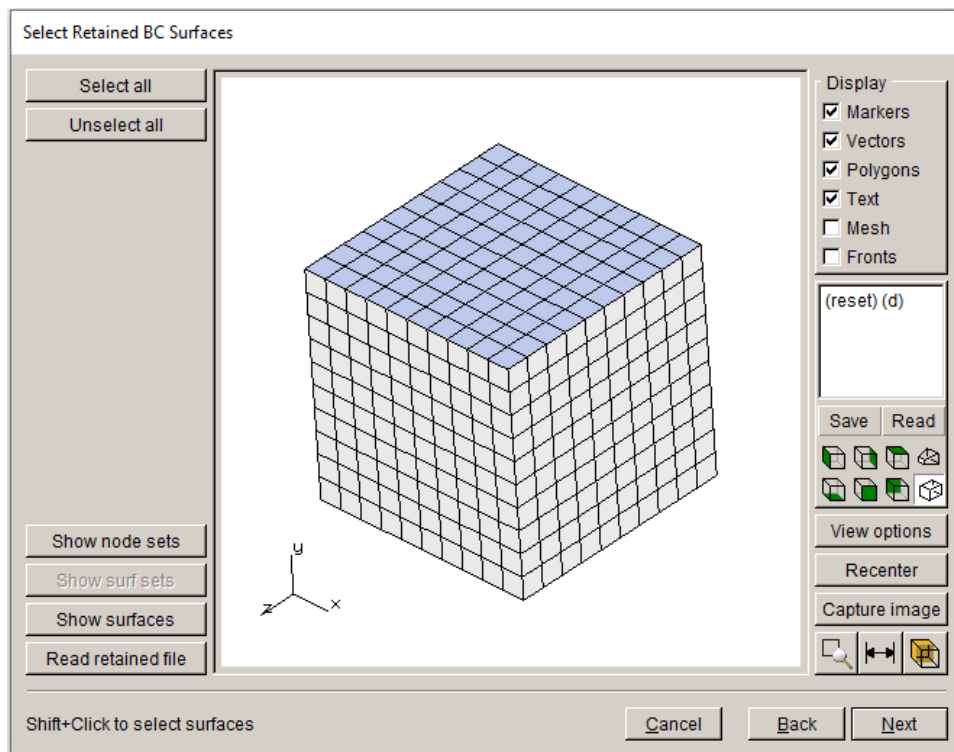 Select Retained BC Surfaces
Select all
Unselect all
Show node sets
Show surf sets
Show surfaces
Read retained file
y
z
x
Display
Markers
Vectors
Polygons
Text
Mesh
Fronts
(reset) (d)
Save Read
View options
Recenter
Capture image
Shift+Click to select surfaces
Cancel Back Next